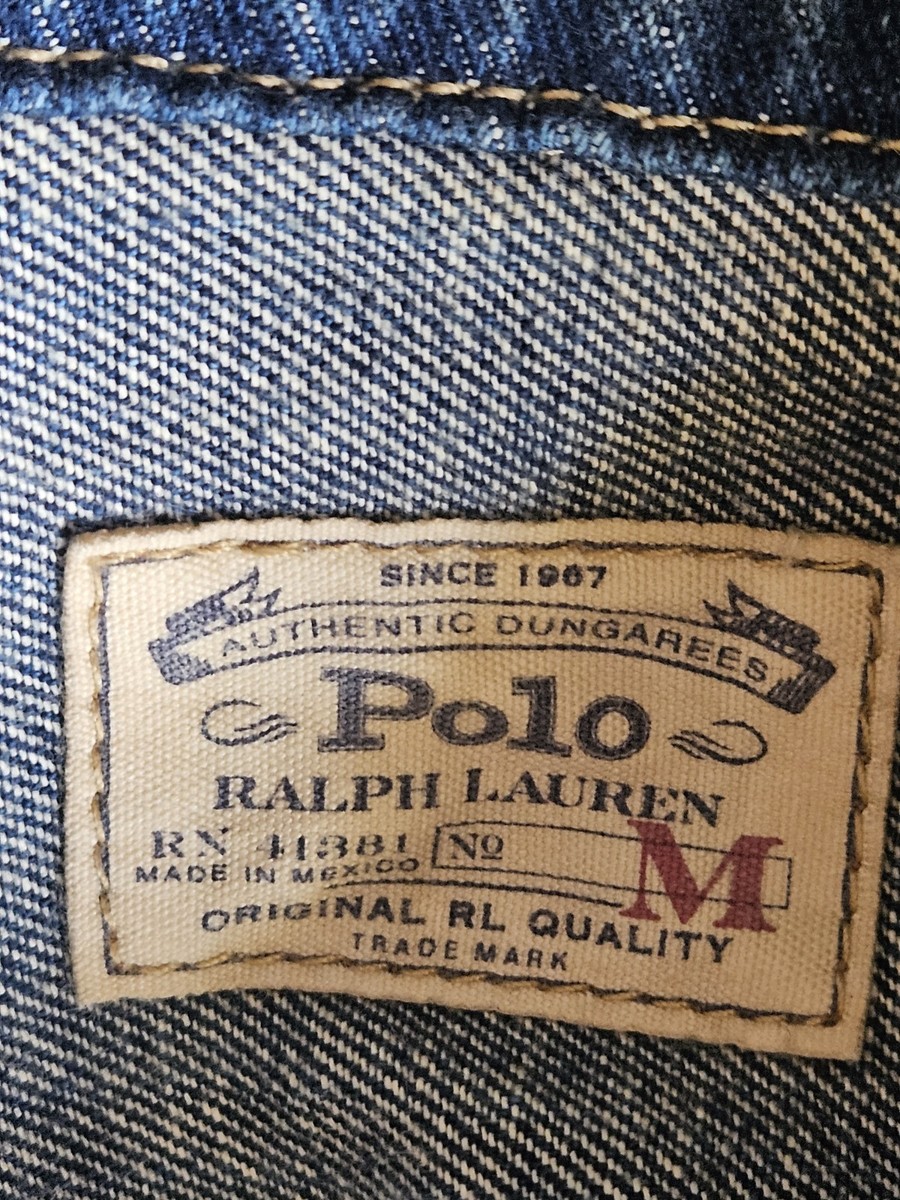 SINCE 1967
AUTHENTIC DUNGAREES
Polo
RALPH LAUREN
RN 41381 Nº M
MADE IN MEXICO
ORIGINAL RL QUALITY
TRADE MARK